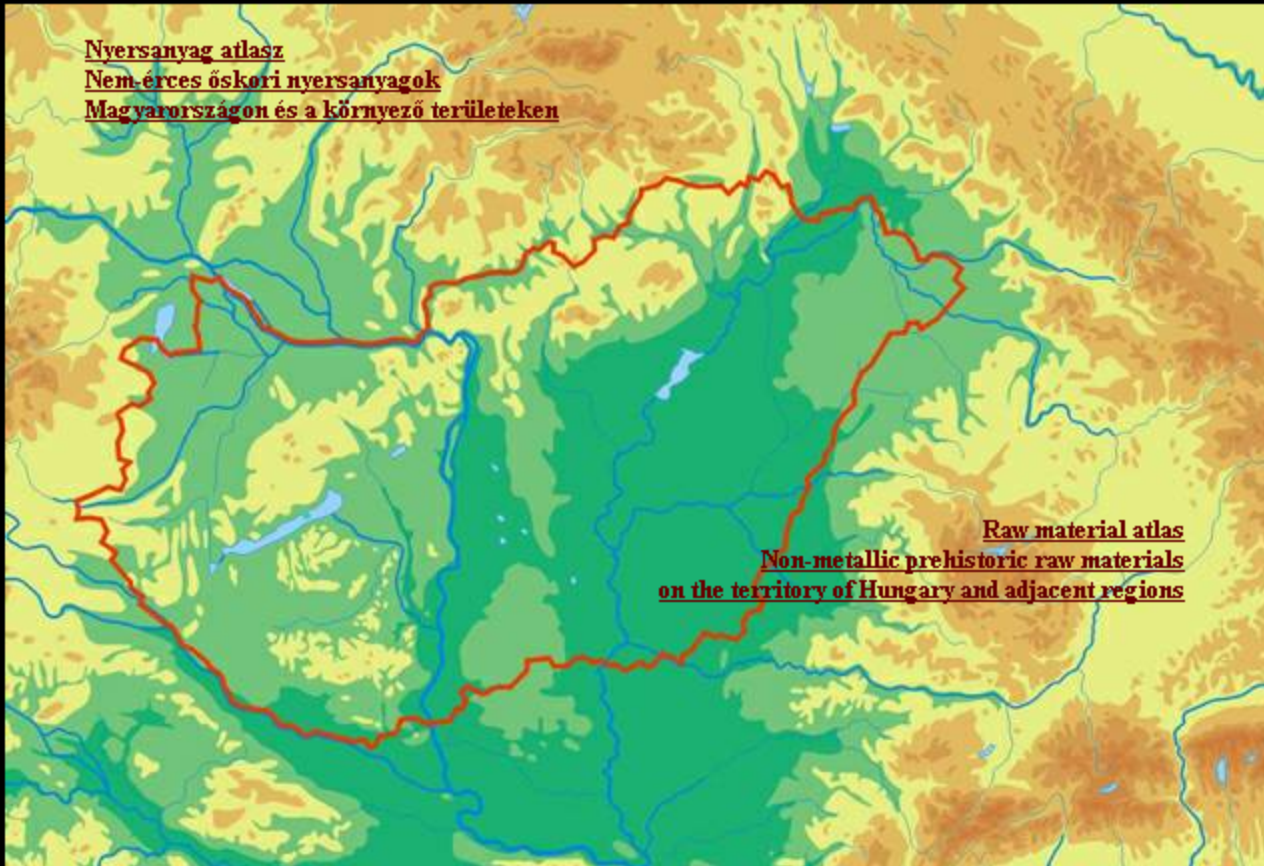 Nyersanyag atlasz
Nem-érces őskori nyersanyagok
Magyarországon és a környező területeken
Raw material atlas
Non-metallic prehistoric raw materials
on the territory of Hungary and adjacent regions